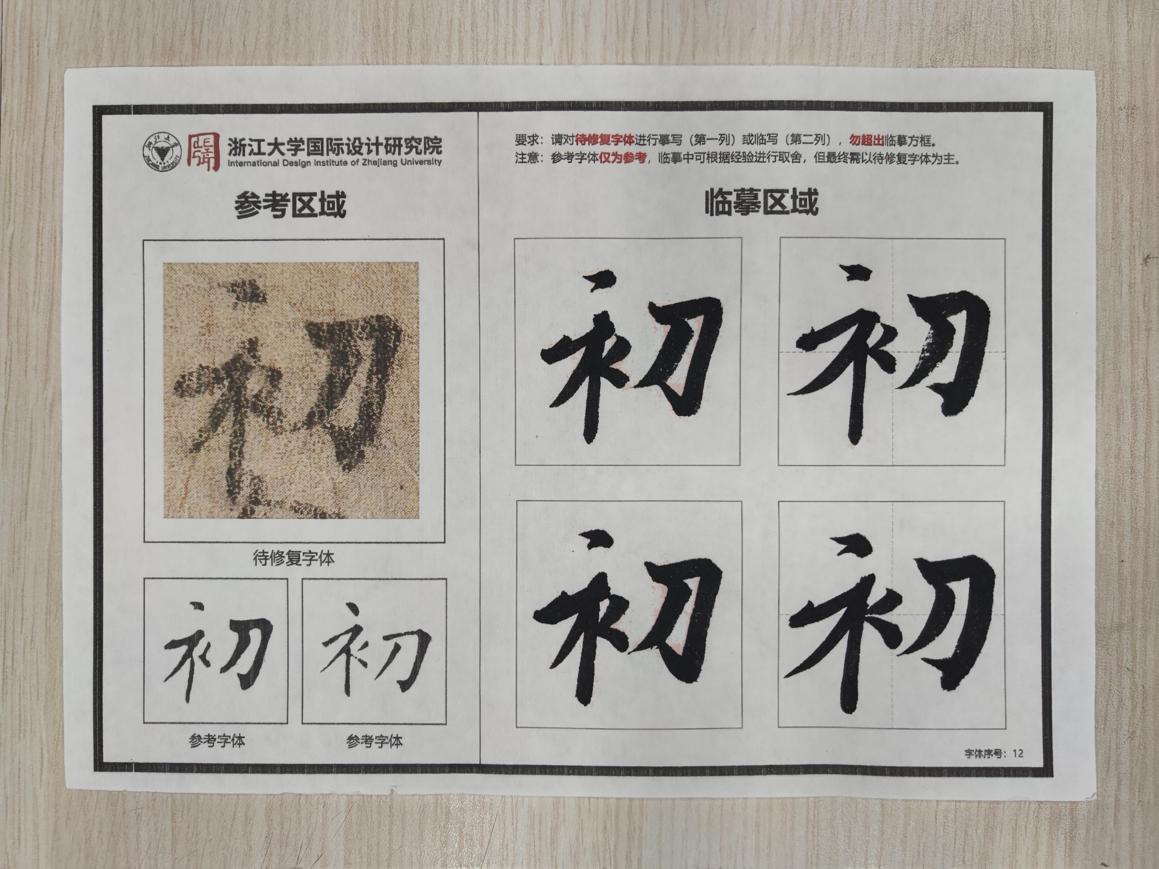 浙江大学国际设计研究院
International Design Institute of Zhejiang University
参考区域
初
待修复字体
初 初
参考字体 参考字体
要求：请对待修复字体进行摹写（第一列）或临写（第二列），勿超出临摹方框。
注意：参考字体仅为参考，临摹中可根据经验进行取舍，但最终需以待修复字体为主。
临摹区域
初 初
初 初
字体序号：12